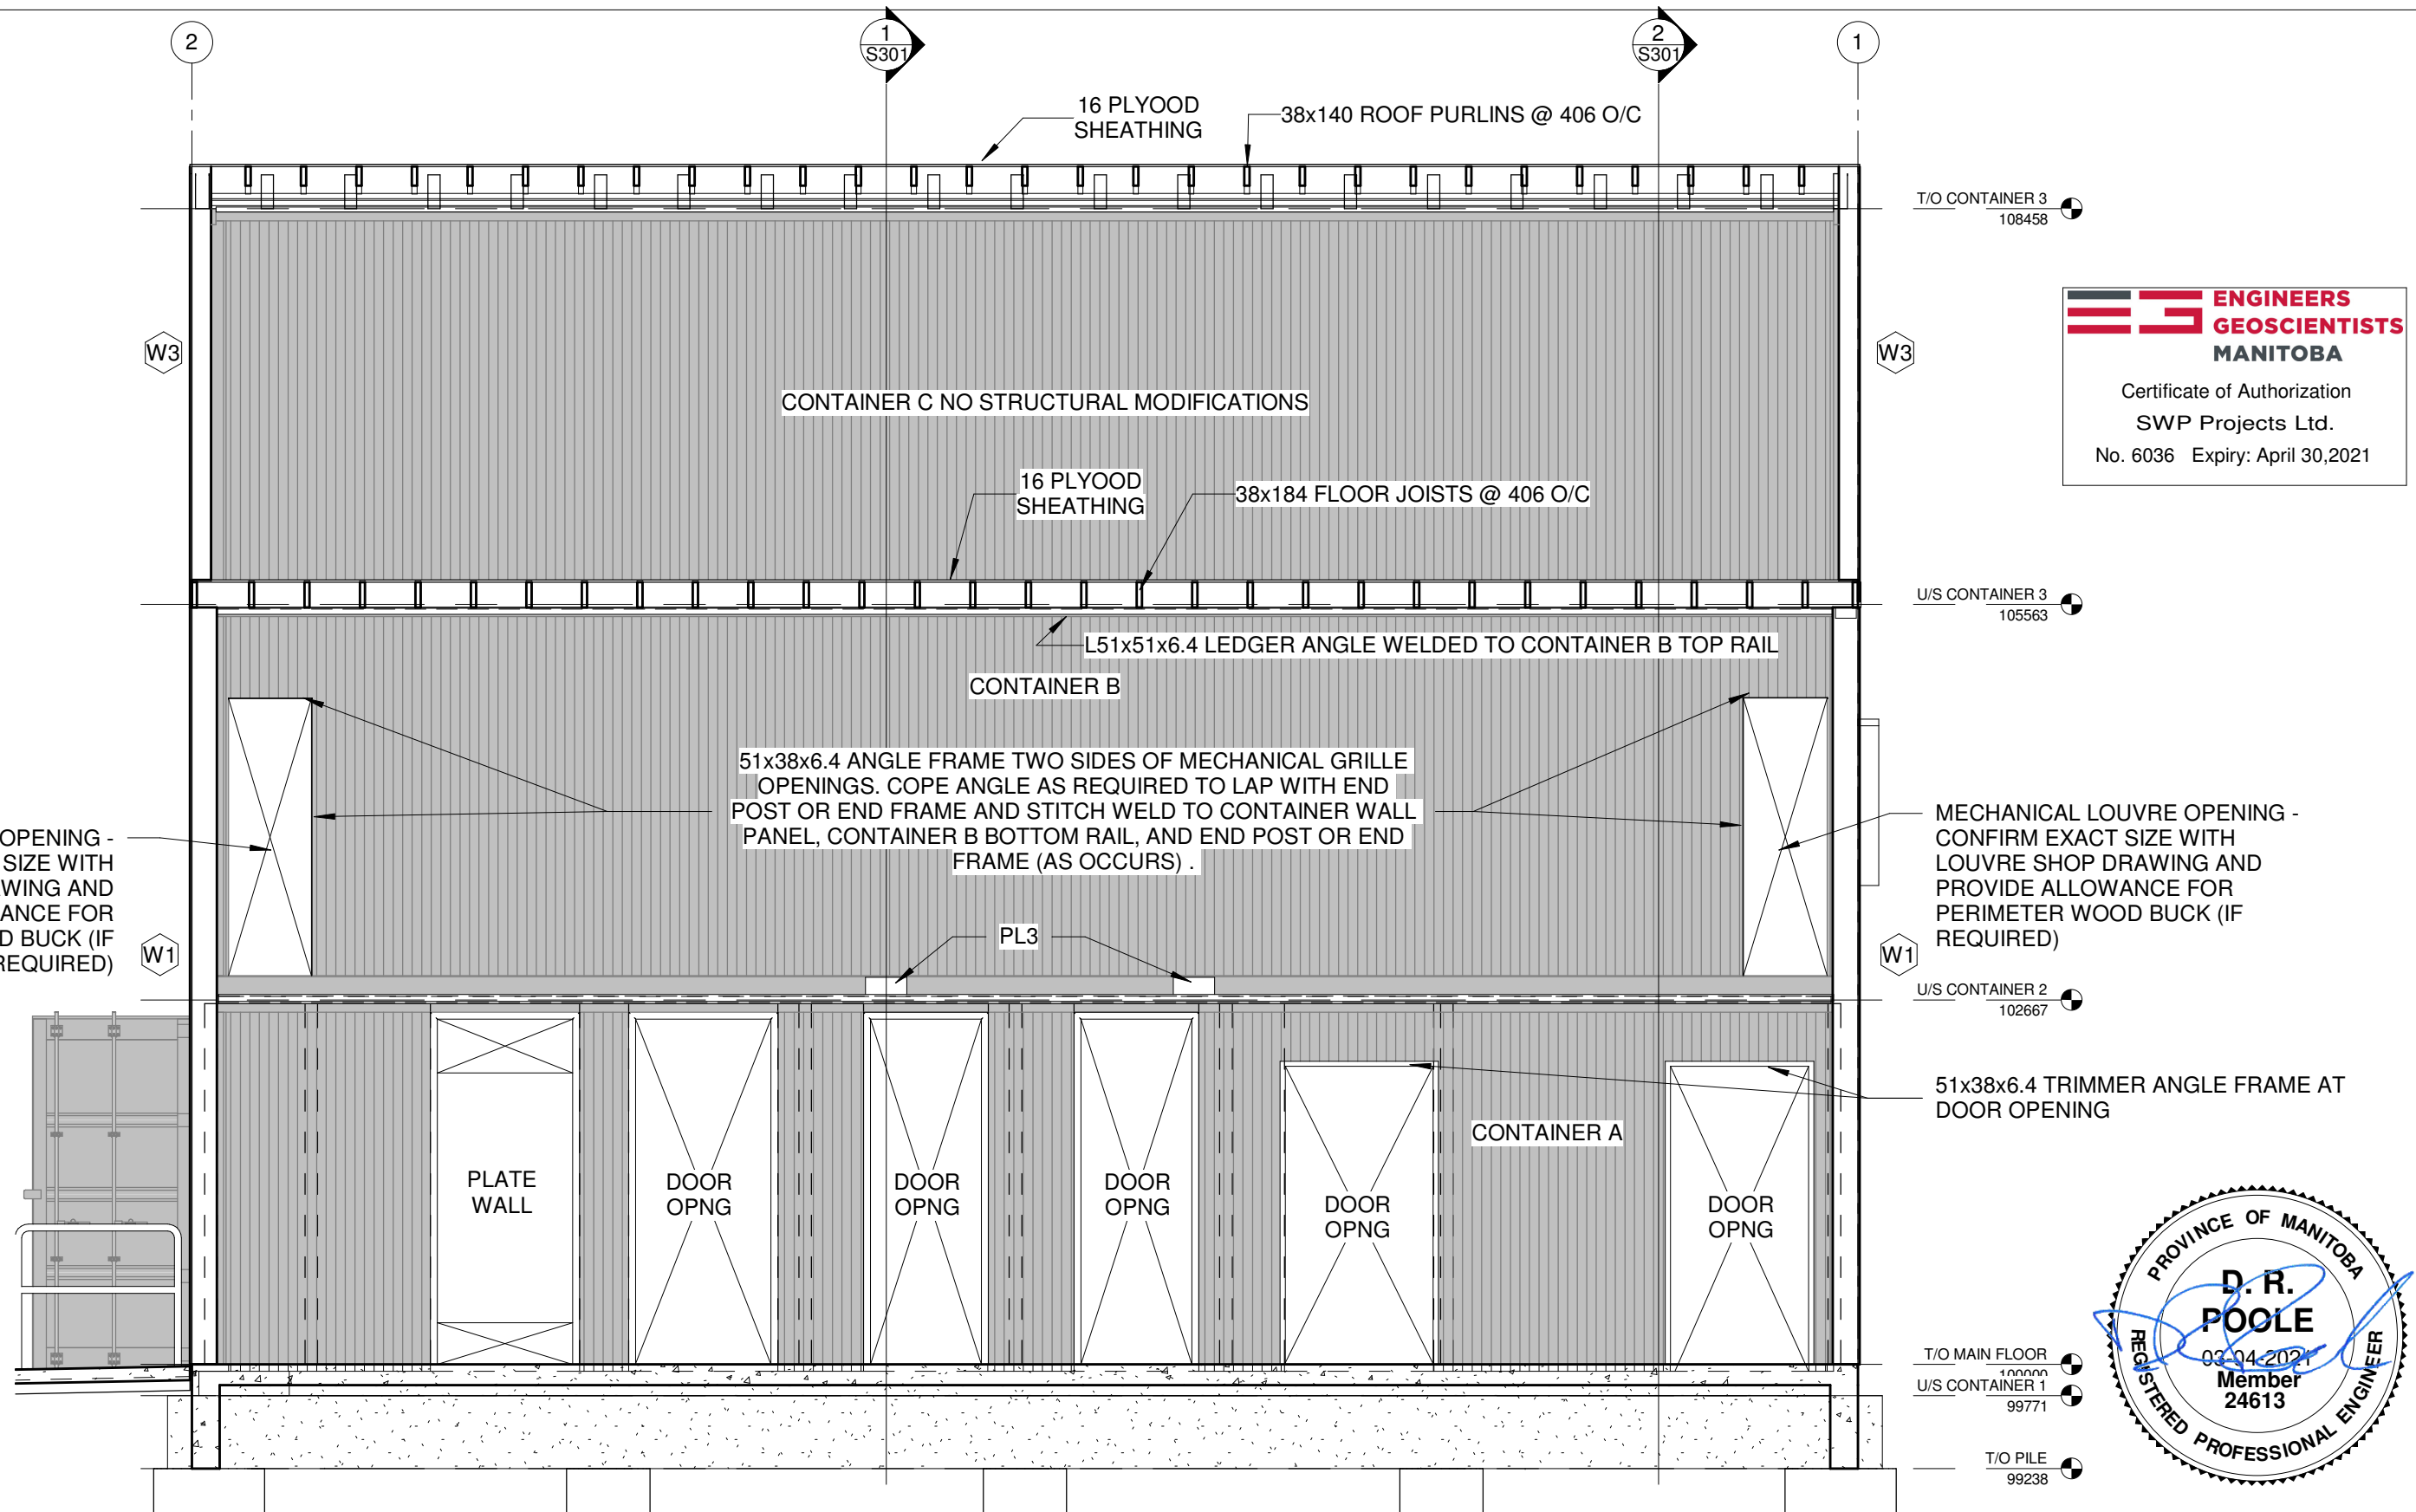 2
1
S301
2
S301
1
16 PLYOOD
SHEATHING
38x140 ROOF PURLINS @ 406 O/C
T/O CONTAINER 3
108458
ENGINEERS
GEOSCIENTISTS
MANITOBA
Certificate of Authorization
SWP Projects Ltd.
No. 6036 Expiry: April 30,2021
W3
W3
CONTAINER C NO STRUCTURAL MODIFICATIONS
16 PLYOOD
SHEATHING
38x184 FLOOR JOISTS @ 406 O/C
U/S CONTAINER 3
105563
L51x51x6.4 LEDGER ANGLE WELDED TO CONTAINER B TOP RAIL
CONTAINER B
51x38x6.4 ANGLE FRAME TWO SIDES OF MECHANICAL GRILLE
OPENINGS. COPE ANGLE AS REQUIRED TO LAP WITH END
POST OR END FRAME AND STITCH WELD TO CONTAINER WALL
PANEL, CONTAINER B BOTTOM RAIL, AND END POST OR END
FRAME (AS OCCURS) .
OPENING -
SIZE WITH
WING AND
ANCE FOR
D BUCK (IF
REQUIRED)
MECHANICAL LOUVRE OPENING -
CONFIRM EXACT SIZE WITH
LOUVRE SHOP DRAWING AND
PROVIDE ALLOWANCE FOR
PERIMETER WOOD BUCK (IF
REQUIRED)
W1
PL3
W1
U/S CONTAINER 2
102667
51x38x6.4 TRIMMER ANGLE FRAME AT
DOOR OPENING
CONTAINER A
PLATE
WALL
DOOR
OPNG
DOOR
OPNG
DOOR
OPNG
DOOR
OPNG
DOOR
OPNG
PROVINCE OF MANITOBA
D. R.
POOLE
03-04-2021
Member
24613
REGISTERED PROFESSIONAL ENGINEER
T/O MAIN FLOOR
100000
U/S CONTAINER 1
99771
T/O PILE
99238